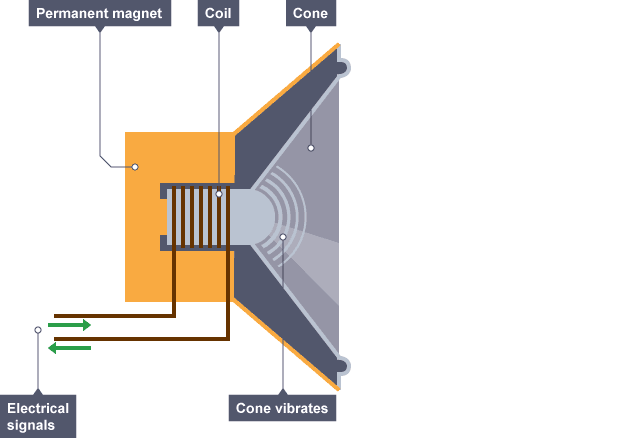 Permanent magnet
Coil
Cone
Electrical
signals
Cone vibrates